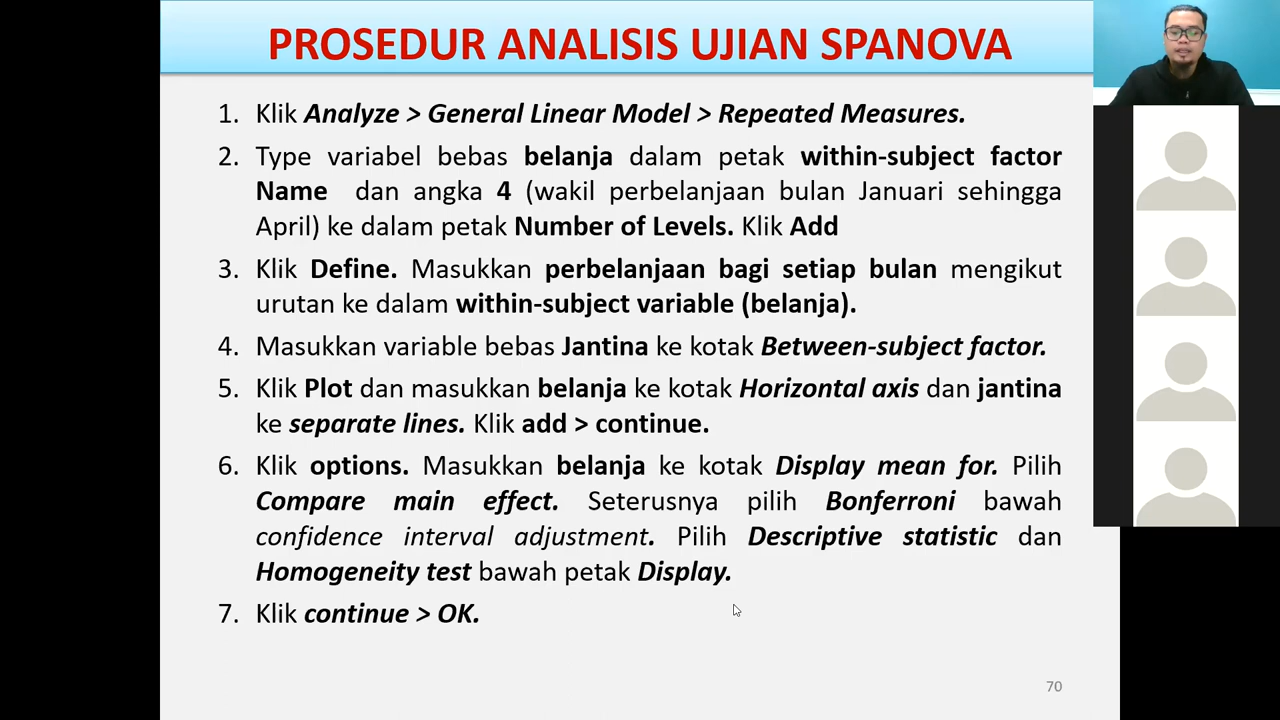 PROSEDUR ANALISIS UJIAN SPANOVA
1. Klik Analyze > General Linear Model > Repeated Measures.
2. Type variabel bebas belanja dalam petak within-subject factor
Name dan angka 4 (wakil perbelanjaan bulan Januari sehingga
April) ke dalam petak Number of Levels. Klik Add
3. Klik Define. Masukkan perbelanjaan bagi setiap bulan mengikut
urutan ke dalam within-subject variable (belanja).
4. Masukkan variable bebas Jantina ke kotak Between-subject factor.
5. Klik Plot dan masukkan belanja ke kotak Horizontal axis dan jantina
ke separate lines. Klik add > continue.
6. Klik options. Masukkan belanja ke kotak Display mean for. Pilih
Compare main effect. Seterusnya pilih Bonferroni bawah
confidence interval adjustment. Pilih Descriptive statistic dan
Homogeneity test bawah petak Display.
7. Klik continue > OK.
70